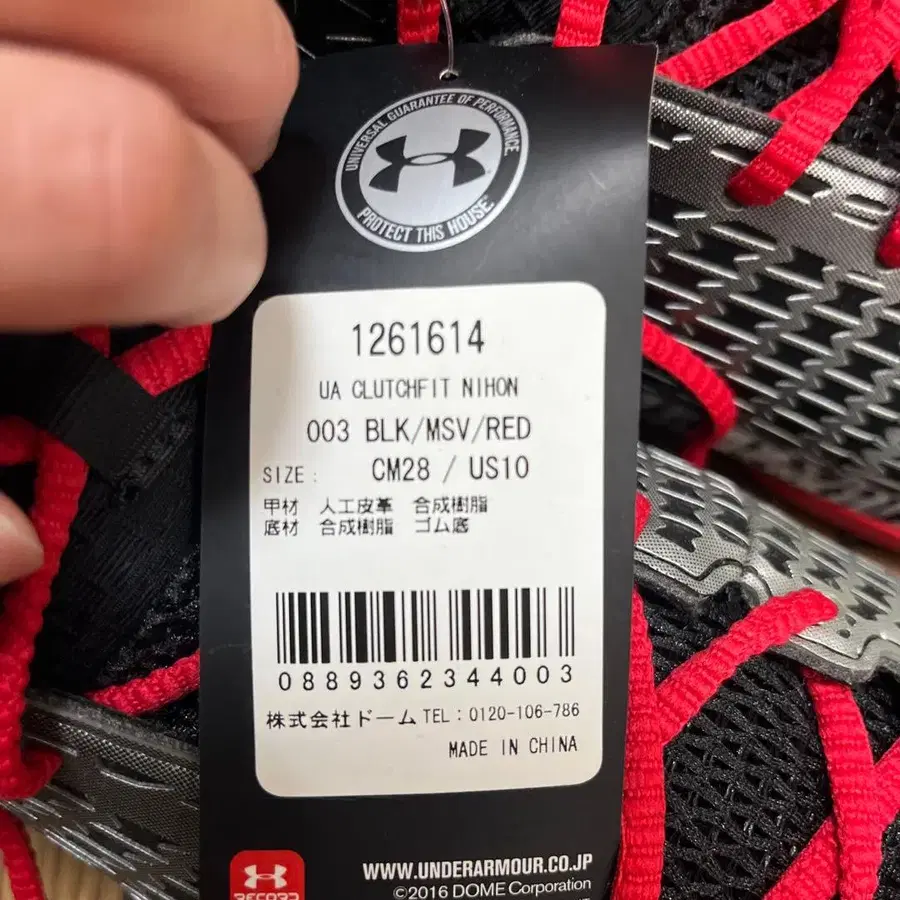 UNIVERSAL GUARANTEE OF PERFORMANCE.
PROTECT THIS HOUSE.
1261614
UA CLUTCHFIT NIHON
003 BLK/MSV/RED
SIZE: CM28 / US10
甲材 人工皮革 合成樹脂
底材 合成樹脂 ゴム底
0889362344003
株式会社ドーム TEL:0120-106-786
MADE IN CHINA
WWW.UNDERARMOUR.CO.JP
©2016 DOME Corporation